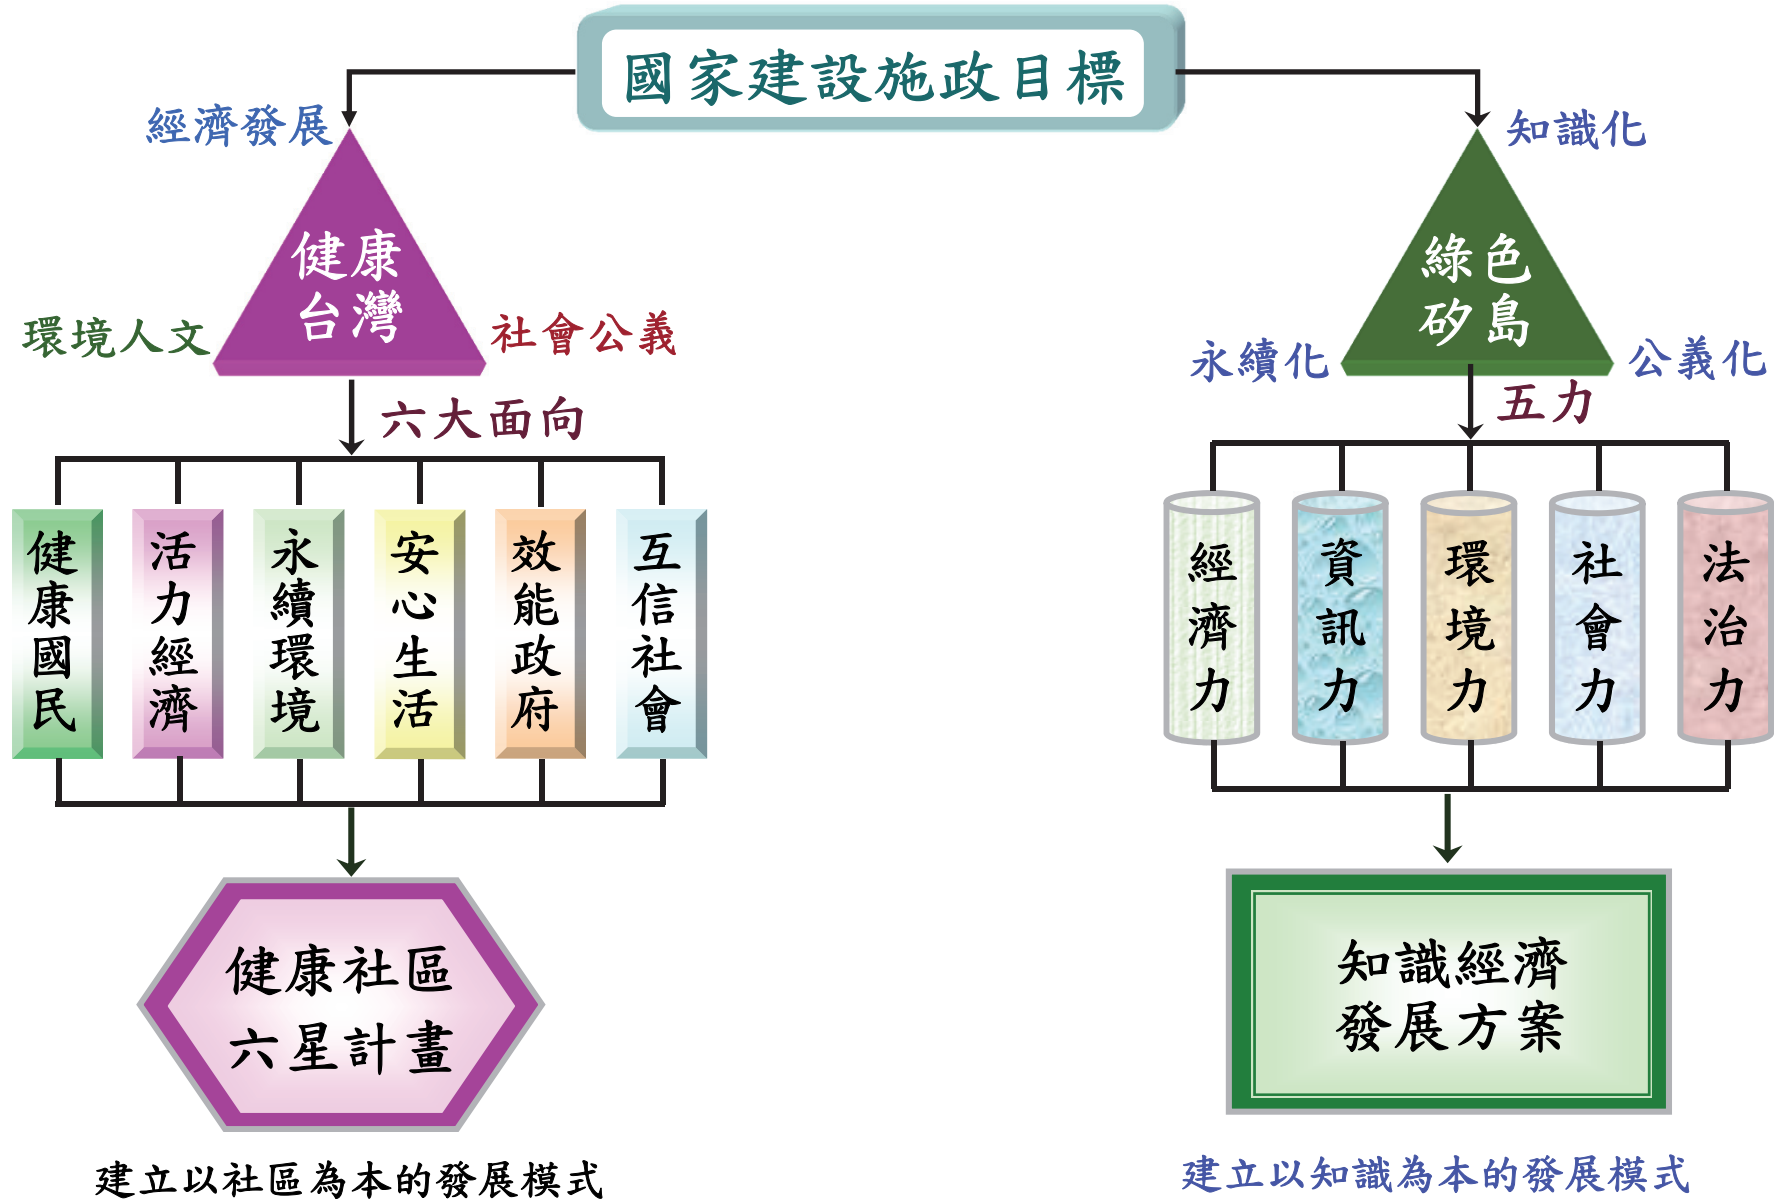 國家建設施政目標
經濟發展
健康
台灣
環境人文
社會公義
六大面向
健康國民
活力經濟
永續環境
安心生活
效能政府
互信社會
健康社區
六星計畫
建立以社區為本的發展模式
知識化
綠色
矽島
永續化
公義化
五力
經濟力
資訊力
環境力
社會力
法治力
知識經濟
發展方案
建立以知識為本的發展模式